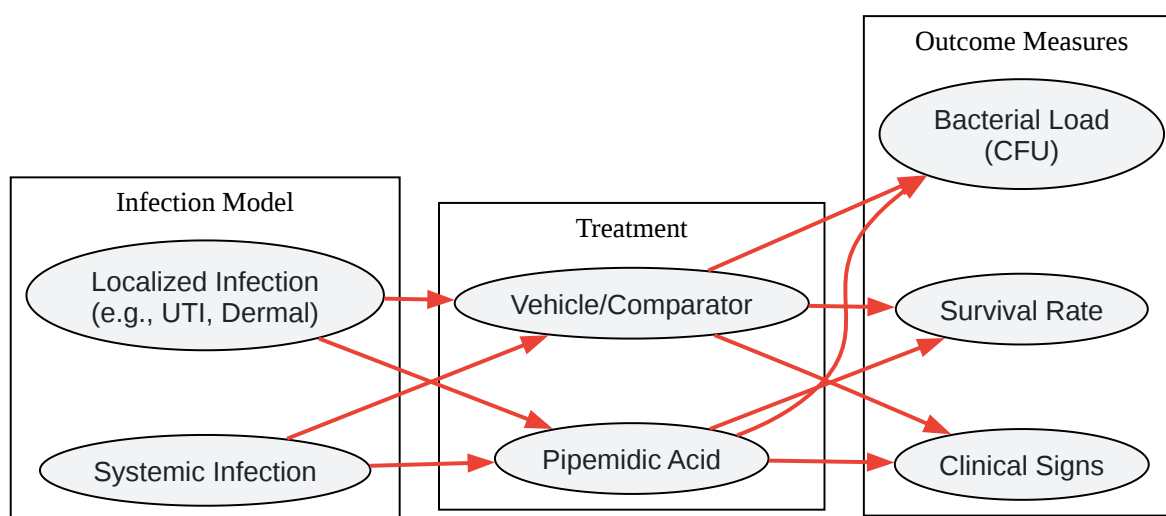 Infection Model
Localized Infection
(e.g., UTI, Dermal)
Systemic Infection
Treatment
Vehicle/Comparator
Pipemidic Acid
Outcome Measures
Bacterial Load
(CFU)
Survival Rate
Clinical Signs